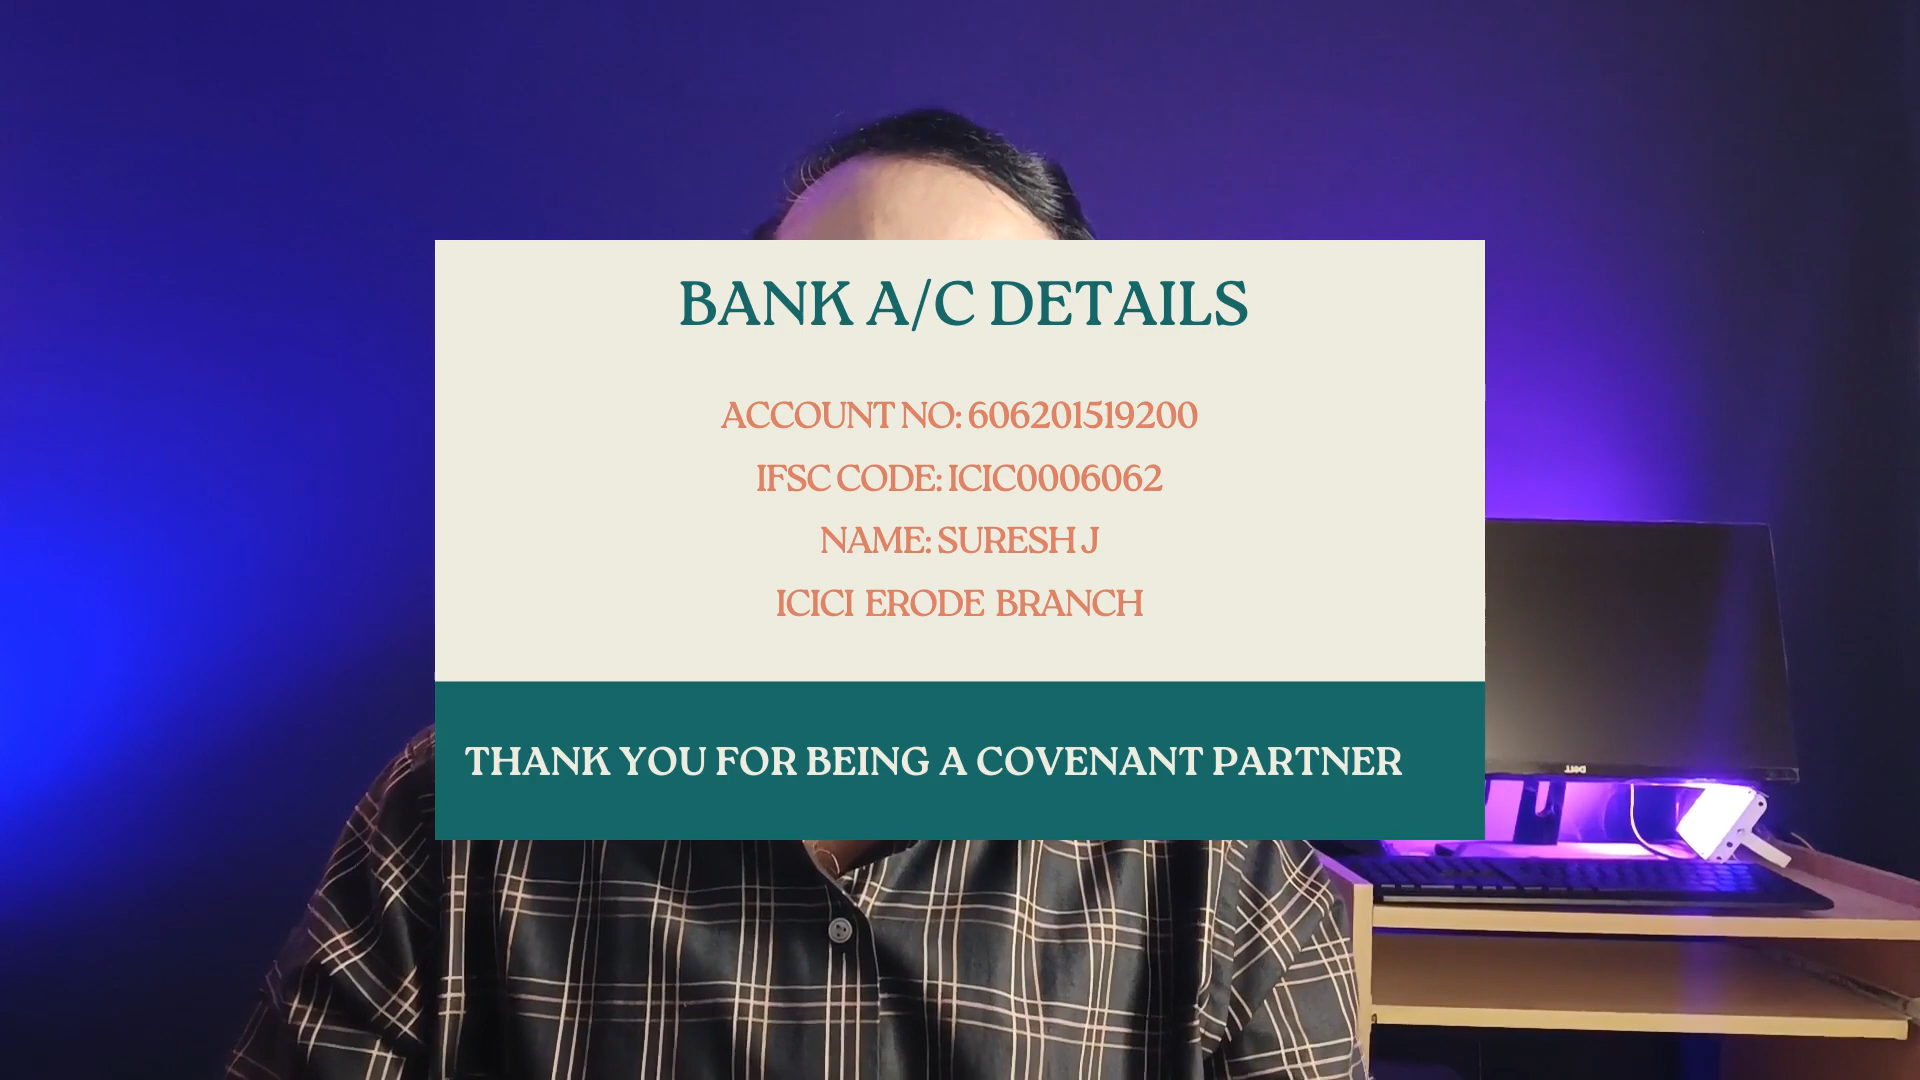 BANK A/C DETAILS
ACCOUNT NO: 606201519200
IFSC CODE: ICIC0006062
NAME: SURESH J
ICICI ERODE BRANCH
THANK YOU FOR BEING A COVENANT PARTNER
DELL